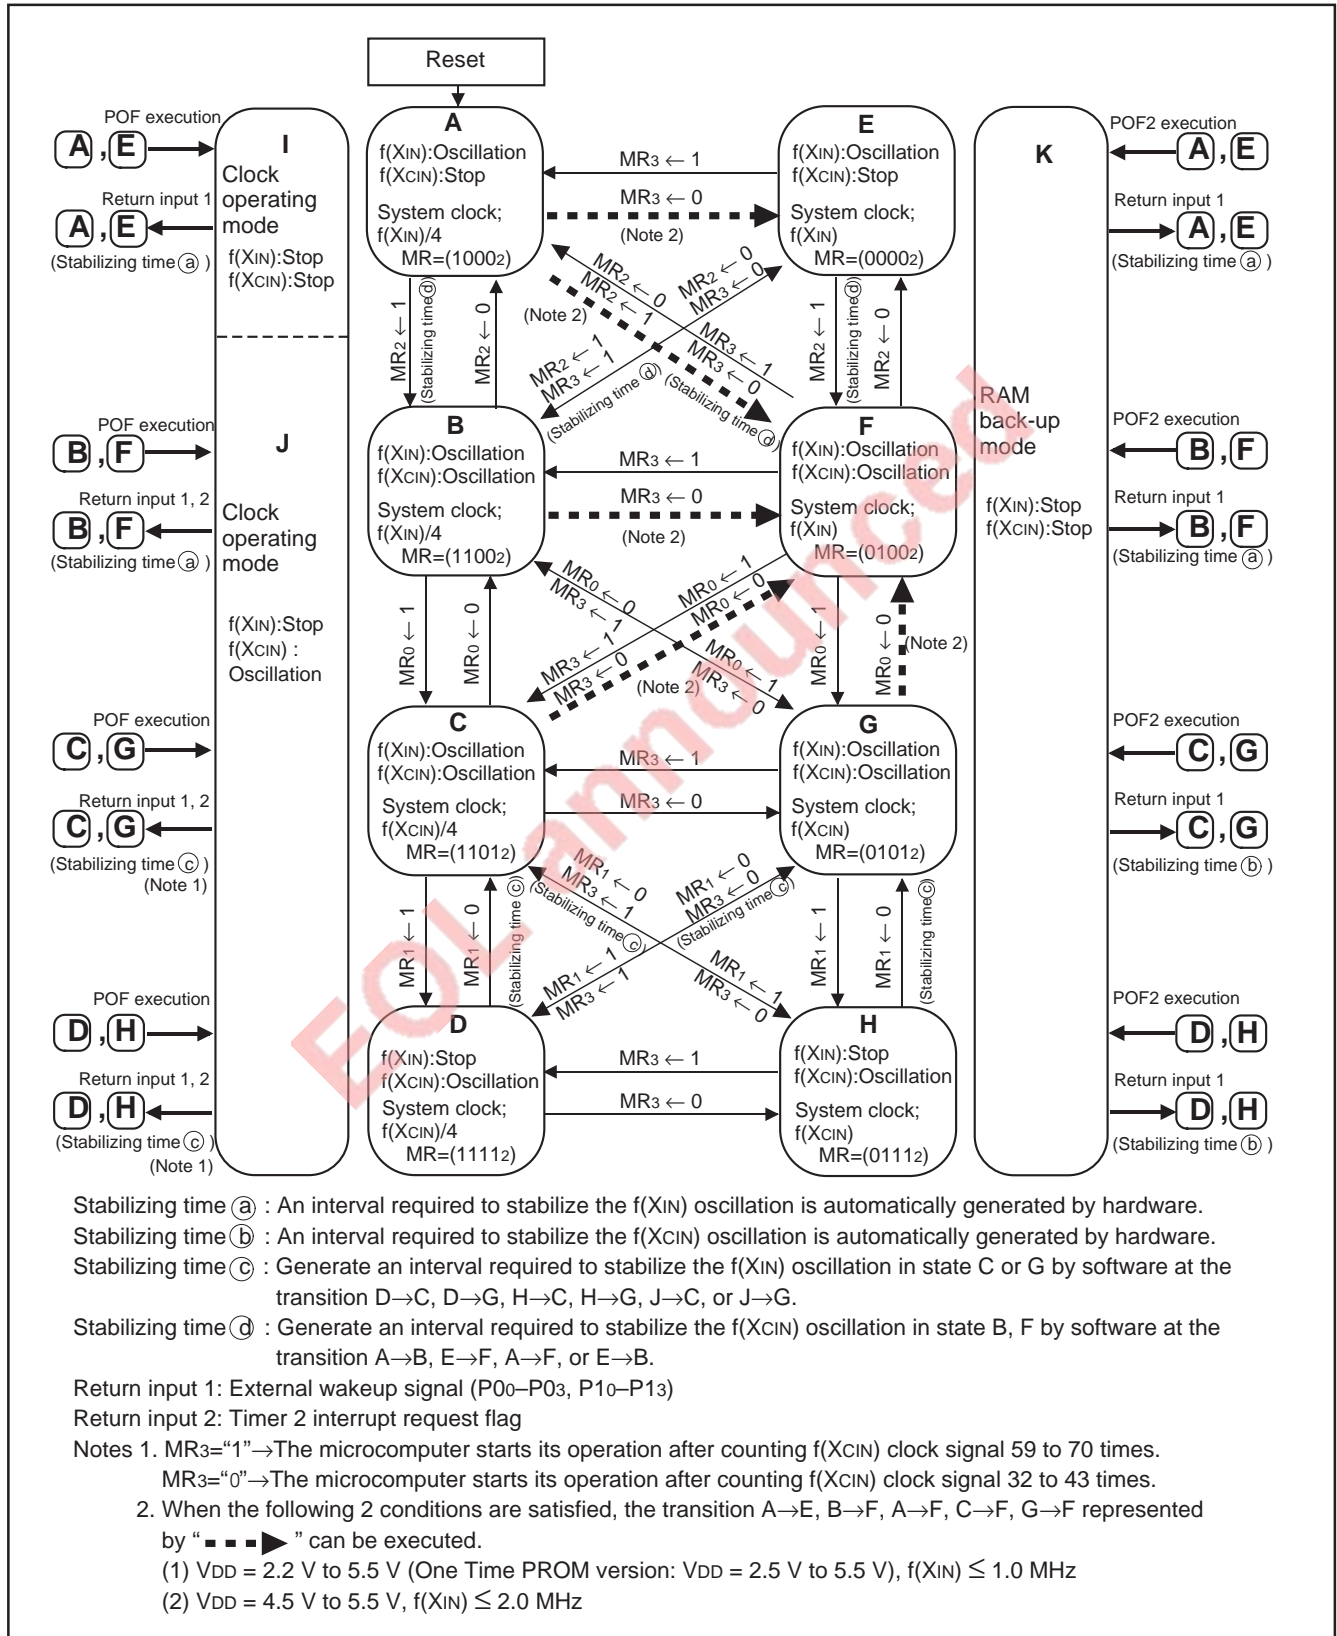 Reset
POF execution
A , E
Return input 1
A , E
(Stabilizing time ⓐ )
I
Clock
operating
mode
f(XIN):Stop
f(XCIN):Stop
POF execution
B , F
Return input 1, 2
B , F
(Stabilizing time ⓐ )
J
Clock
operating
mode
f(XIN):Stop
f(XCIN) :
Oscillation
POF execution
C , G
Return input 1, 2
C , G
(Stabilizing time ⓒ )
(Note 1)
POF execution
D , H
Return input 1, 2
D , H
(Stabilizing time ⓒ )
(Note 1)
A
f(XIN):Oscillation
f(XCIN):Stop
System clock;
f(XIN)/4
MR=(10002)
MR3 ← 1
MR3 ← 0
(Note 2)
E
f(XIN):Oscillation
f(XCIN):Stop
System clock;
f(XIN)
MR=(00002)
MR2 ← 1
(Stabilizing time ⓓ)
MR2 ← 0
(Note 2)
MR2 ← 0
MR2 ← 1
MR2 ← 0
MR3 ← 0
MR2 ← 1
MR3 ← 1
(Stabilizing time ⓓ)
MR3 ← 1
MR3 ← 0
(Stabilizing time ⓓ)
MR2 ← 1
(Stabilizing time ⓓ)
MR2 ← 0
B
f(XIN):Oscillation
f(XCIN):Oscillation
System clock;
f(XIN)/4
MR=(11002)
MR3 ← 1
MR3 ← 0
(Note 2)
F
f(XIN):Oscillation
f(XCIN):Oscillation
System clock;
f(XIN)
MR=(01002)
MR0 ← 1
MR0 ← 0
MR0 ← 0
MR3 ← 1
MR0 ← 1
MR0 ← 0
MR3 ← 1
MR3 ← 0
(Note 2)
MR0 ← 1
MR3 ← 0
MR0 ← 1
MR0 ← 0
(Note 2)
C
f(XIN):Oscillation
f(XCIN):Oscillation
System clock;
f(XCIN)/4
MR=(11012)
MR3 ← 1
MR3 ← 0
G
f(XIN):Oscillation
f(XCIN):Oscillation
System clock;
f(XCIN)
MR=(01012)
MR1 ← 1
MR1 ← 0
(Stabilizing time ⓒ)
MR1 ← 0
MR3 ← 1
(Stabilizing time ⓒ)
MR1 ← 0
MR3 ← 0
(Stabilizing time ⓒ)
MR1 ← 1
MR3 ← 1
MR1 ← 1
MR3 ← 0
MR1 ← 1
MR1 ← 0
(Stabilizing time ⓒ)
D
f(XIN):Stop
f(XCIN):Oscillation
System clock;
f(XCIN)/4
MR=(11112)
MR3 ← 1
MR3 ← 0
H
f(XIN):Stop
f(XCIN):Oscillation
System clock;
f(XCIN)
MR=(01112)
K
RAM
back-up
mode
f(XIN):Stop
f(XCIN):Stop
POF2 execution
A , E
Return input 1
A , E
(Stabilizing time ⓐ )
POF2 execution
B , F
Return input 1
B , F
(Stabilizing time ⓐ )
POF2 execution
C , G
Return input 1
C , G
(Stabilizing time ⓑ )
POF2 execution
D , H
Return input 1
D , H
(Stabilizing time ⓑ )
EOL announced
Stabilizing time ⓐ : An interval required to stabilize the f(XIN) oscillation is automatically generated by hardware.
Stabilizing time ⓑ : An interval required to stabilize the f(XCIN) oscillation is automatically generated by hardware.
Stabilizing time ⓒ : Generate an interval required to stabilize the f(XIN) oscillation in state C or G by software at the
transition D→C, D→G, H→C, H→G, J→C, or J→G.
Stabilizing time ⓓ : Generate an interval required to stabilize the f(XCIN) oscillation in state B, F by software at the
transition A→B, E→F, A→F, or E→B.
Return input 1: External wakeup signal (P00–P03, P10–P13)
Return input 2: Timer 2 interrupt request flag
Notes 1. MR3=“1”→The microcomputer starts its operation after counting f(XCIN) clock signal 59 to 70 times.
MR3=“0”→The microcomputer starts its operation after counting f(XCIN) clock signal 32 to 43 times.
2. When the following 2 conditions are satisfied, the transition A→E, B→F, A→F, C→F, G→F represented
by “ ” can be executed.
(1) VDD = 2.2 V to 5.5 V (One Time PROM version: VDD = 2.5 V to 5.5 V), f(XIN) ≤ 1.0 MHz
(2) VDD = 4.5 V to 5.5 V, f(XIN) ≤ 2.0 MHz